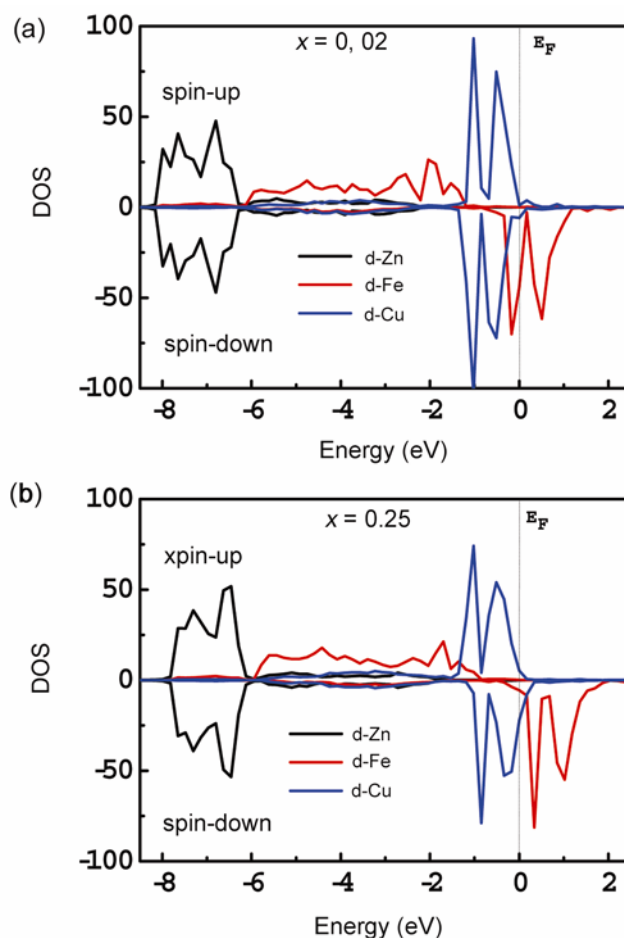 (a)
100
50
0
-50
-100
DOS
x = 0, 02
E_F
spin-up
d-Zn
d-Fe
d-Cu
spin-down
-8 -6 -4 -2 0 2
Energy (eV)
(b)
100
50
0
-50
-100
DOS
x = 0.25
E_F
xpin-up
d-Zn
d-Fe
d-Cu
spin-down
-8 -6 -4 -2 0 2
Energy (eV)